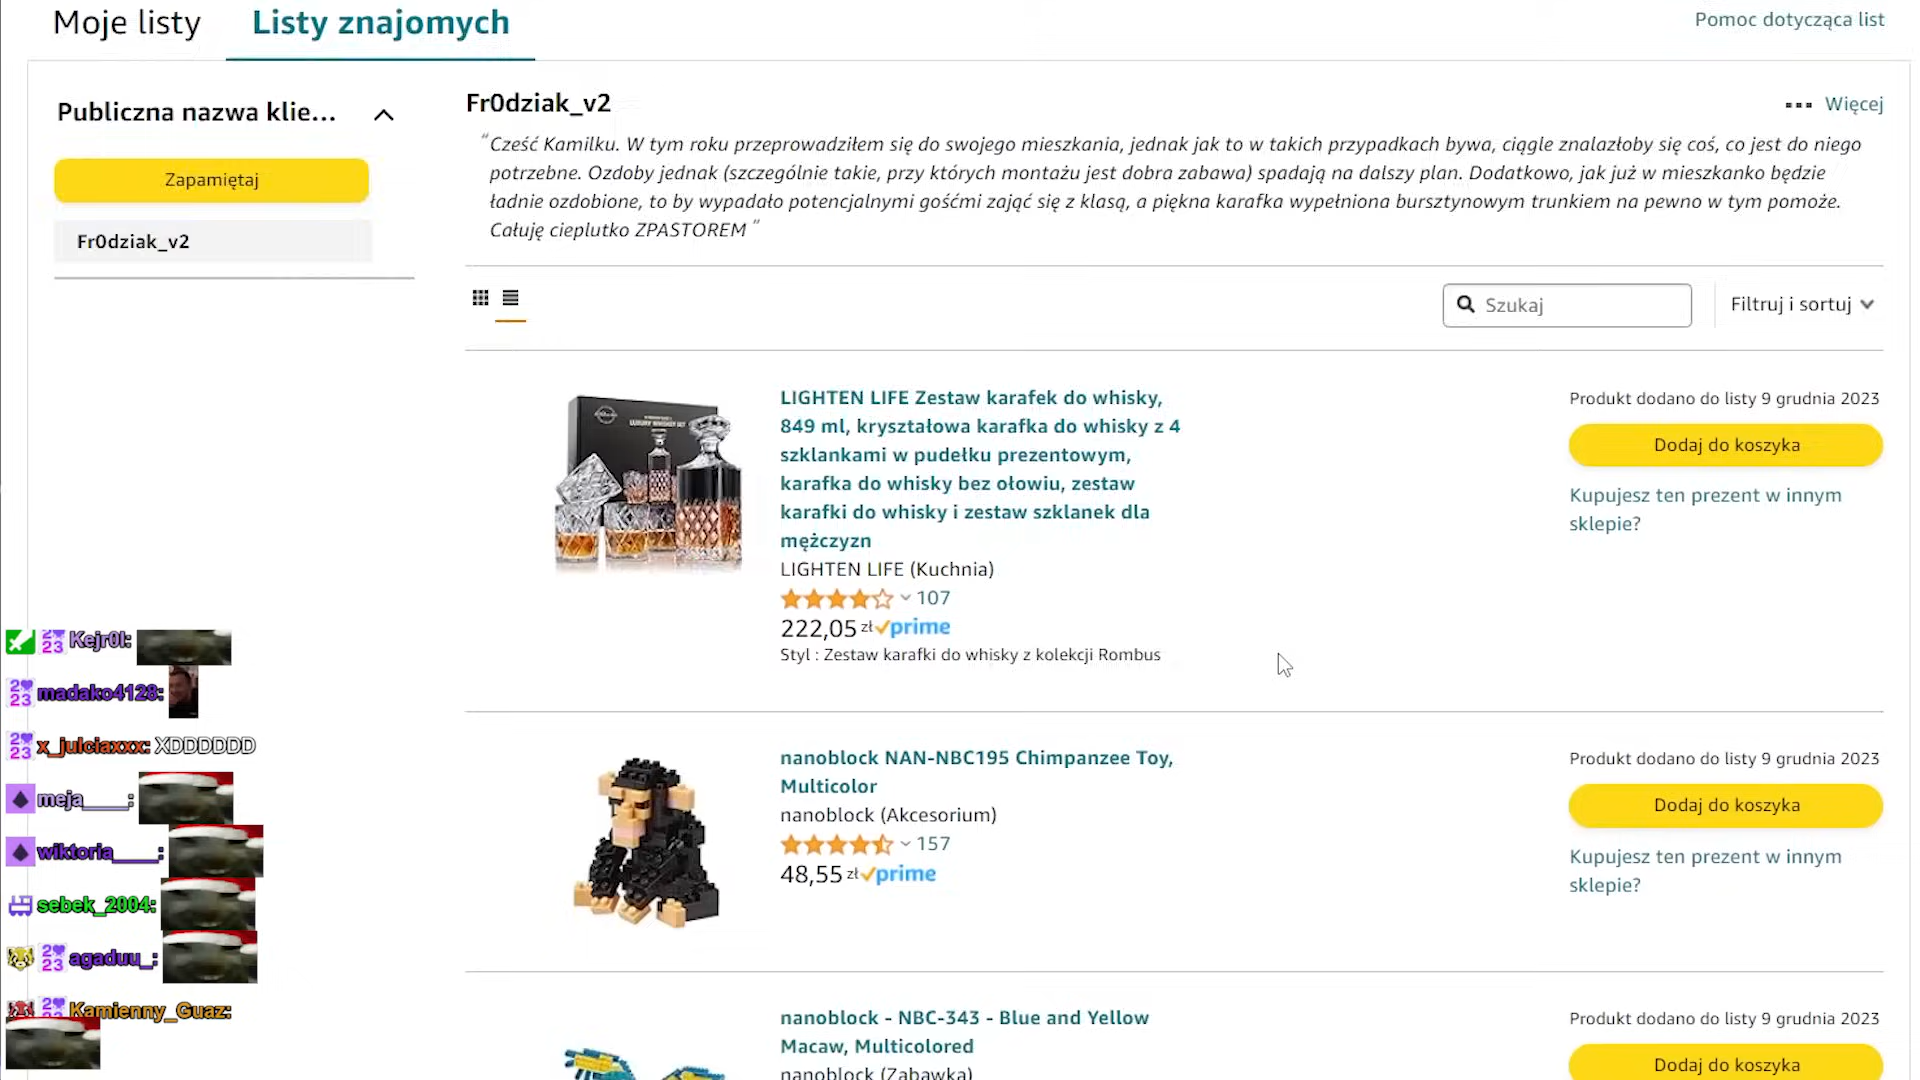 Moje listy
Listy znajomych
Pomoc dotycząca list
Publiczna nazwa klie...
Zapamiętaj
Fr0dziak_v2
Fr0dziak_v2
Więcej
“Cześć Kamilku. W tym roku przeprowadziłem się do swojego mieszkania, jednak jak to w takich przypadkach bywa, ciągle znalazłoby się coś, co jest do niego
potrzebne. Ozdoby jednak (szczególnie takie, przy których montażu jest dobra zabawa) spadają na dalszy plan. Dodatkowo, jak już w mieszkanko będzie
ładnie ozdobione, to by wypadało potencjalnymi gośćmi zająć się z klasą, a piękna karafka wypełniona bursztynowym trunkiem na pewno w tym pomoże.
Całuję cieplutko ZPASTOREM”
Szukaj
Filtruj i sortuj
LIGHTEN LIFE Zestaw karafek do whisky,
849 ml, kryształowa karafka do whisky z 4
szklankami w pudełku prezentowym,
karafka do whisky bez ołowiu, zestaw
karafki do whisky i zestaw szklanek dla
mężczyzn
LIGHTEN LIFE (Kuchnia)
107
222,05 zł prime
Styl : Zestaw karafki do whisky z kolekcji Rombus
Produkt dodano do listy 9 grudnia 2023
Dodaj do koszyka
Kupujesz ten prezent w innym
sklepie?
nanoblock NAN-NBC195 Chimpanzee Toy,
Multicolor
nanoblock (Akcesorium)
157
48,55 zł prime
Produkt dodano do listy 9 grudnia 2023
Dodaj do koszyka
Kupujesz ten prezent w innym
sklepie?
nanoblock - NBC-343 - Blue and Yellow
Macaw, Multicolored
nanoblock (Zabawka)
Produkt dodano do listy 9 grudnia 2023
Dodaj do koszyka
Kejr0l:
madako4128:
x_julciaxxx: XDDDDDD
meja____:
wiktoria____:
sebek_2004:
agaduu_:
Kamienny_Guaz: